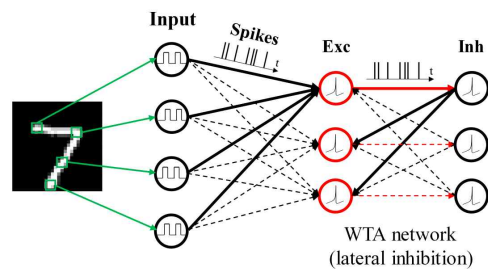 Input
Spikes
t
Exc
t
Inh
WTA network
(lateral inhibition)